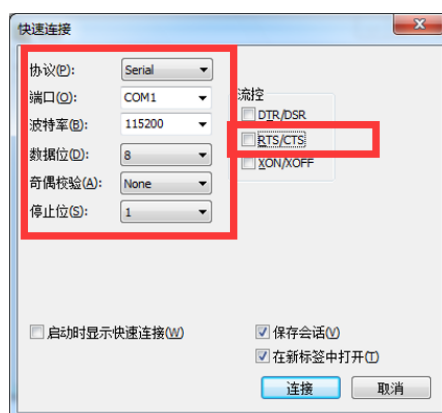 快速连接
协议(P): Serial
端口(O): COM1
波特率(B): 115200
数据位(D): 8
奇偶校验(A): None
停止位(S): 1
流控
DTR/DSR
RTS/CTS
XON/XOFF
启动时显示快速连接(W)
保存会话(V)
在新标签中打开(T)
连接 取消